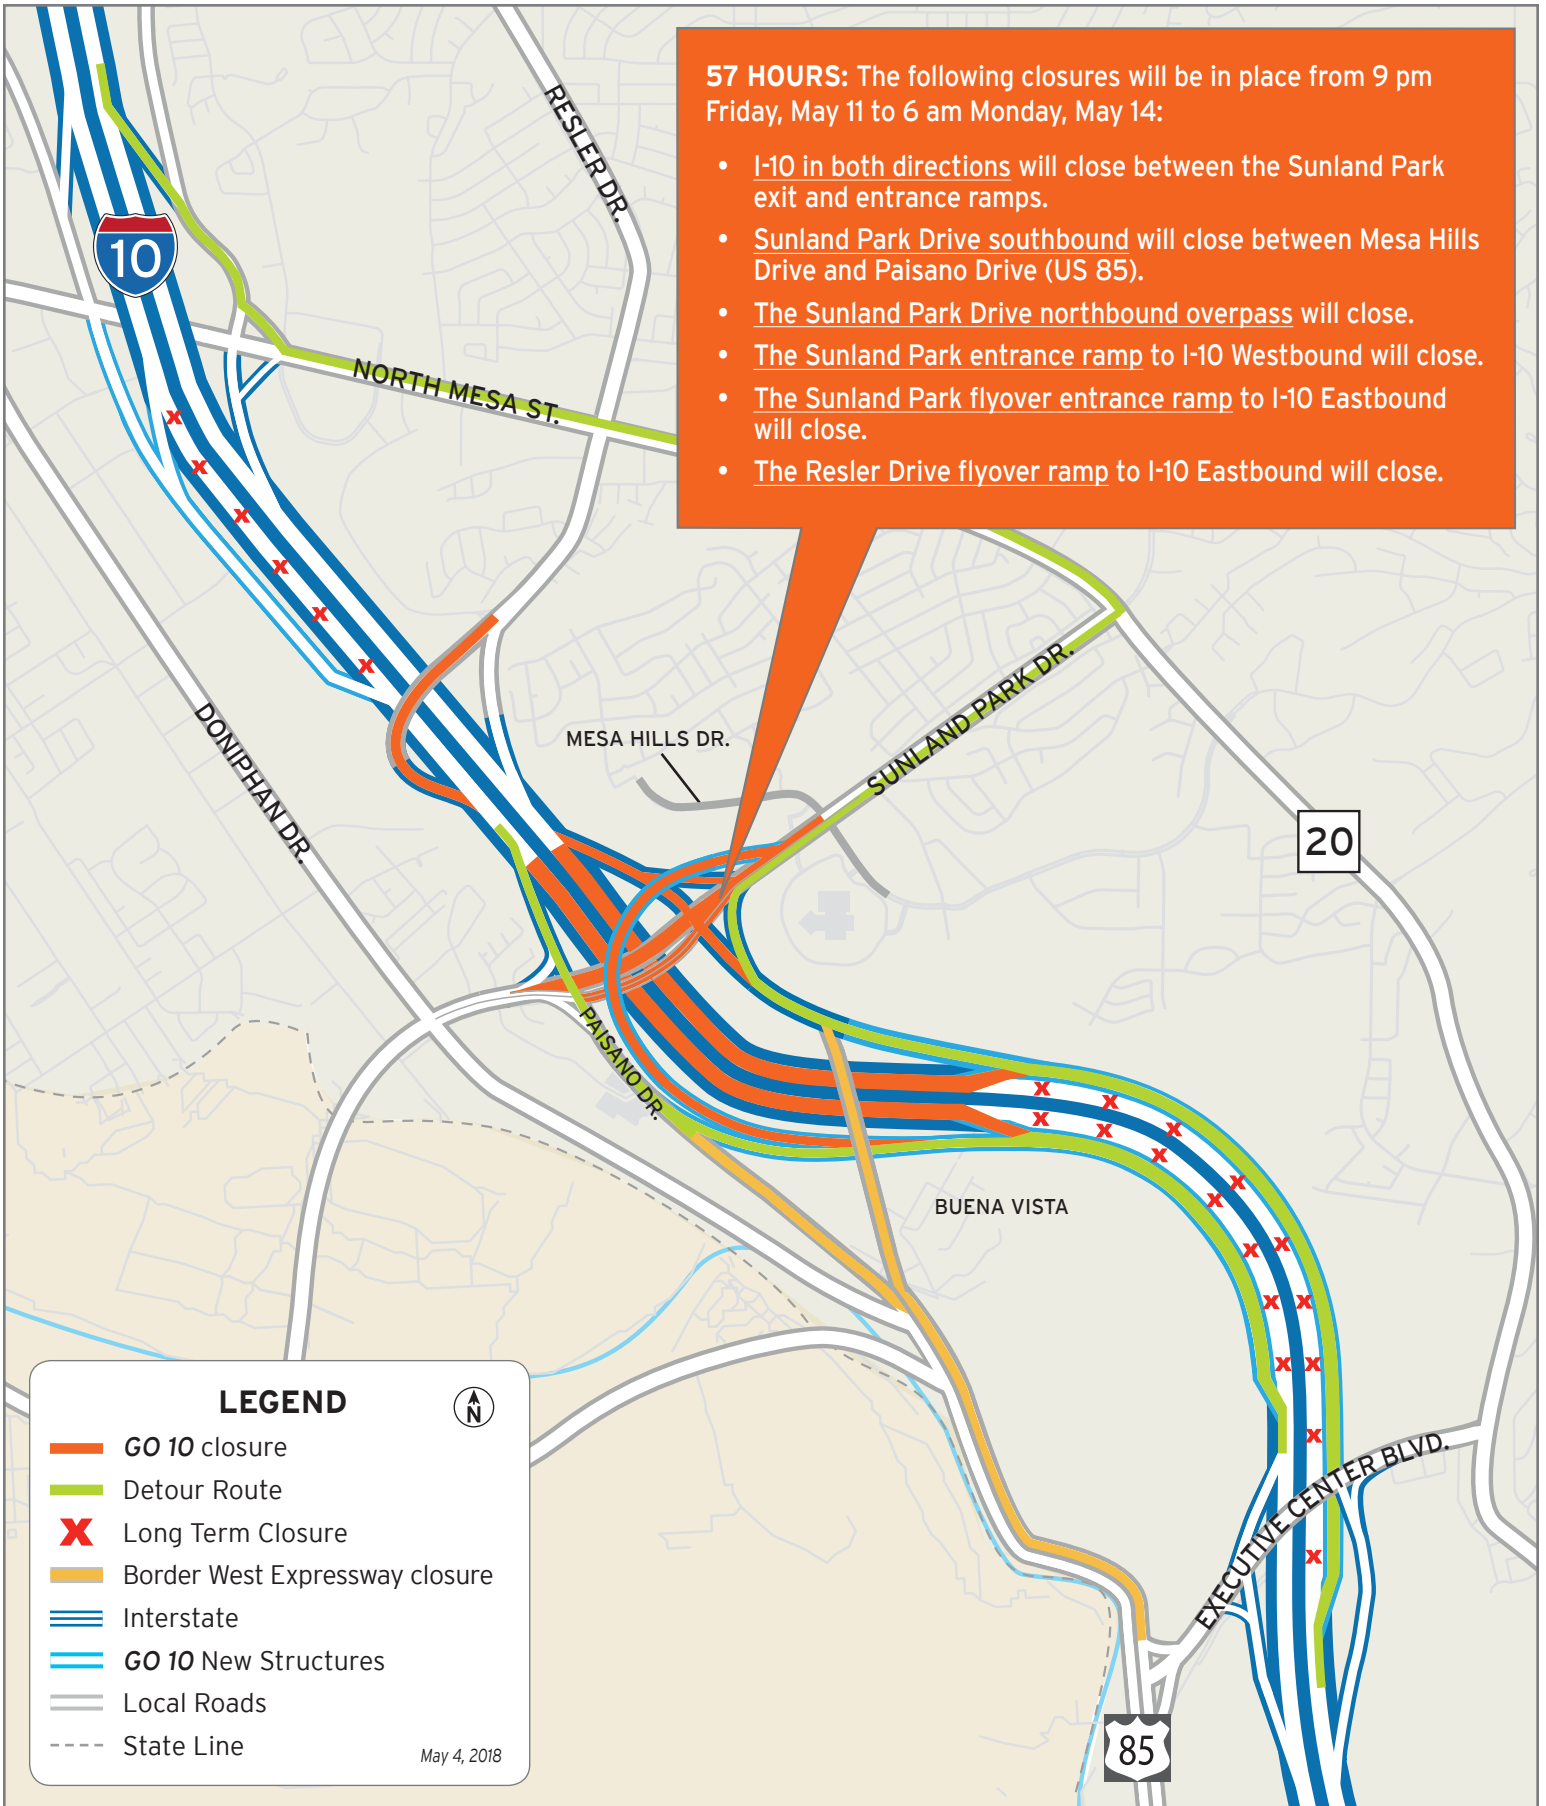 57 HOURS: The following closures will be in place from 9 pm
Friday, May 11 to 6 am Monday, May 14:
• I-10 in both directions will close between the Sunland Park
exit and entrance ramps.
• Sunland Park Drive southbound will close between Mesa Hills
Drive and Paisano Drive (US 85).
• The Sunland Park Drive northbound overpass will close.
• The Sunland Park entrance ramp to I-10 Westbound will close.
• The Sunland Park flyover entrance ramp to I-10 Eastbound
will close.
• The Resler Drive flyover ramp to I-10 Eastbound will close.
RESLER DR.
10
NORTH MESA ST.
DONIPHAN DR.
MESA HILLS DR.
SUNLAND PARK DR.
20
PAISANO DR.
BUENA VISTA
EXECUTIVE CENTER BLVD.
85
LEGEND
N
GO 10 closure
Detour Route
X Long Term Closure
Border West Expressway closure
Interstate
GO 10 New Structures
Local Roads
State Line
May 4, 2018